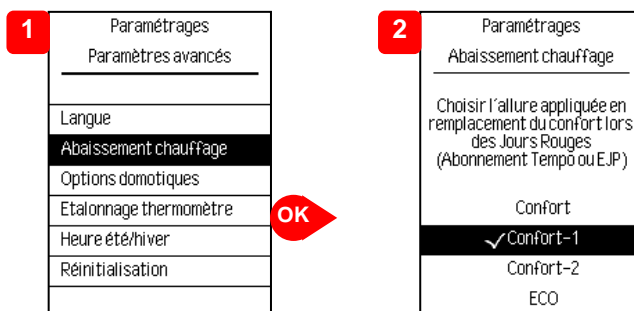 1
Paramétrages
Paramètres avancés
Langue
Abaissement chauffage
Options domotiques
Etalonnage thermomètre
Heure été/hiver
Réinitialisation
OK
2
Paramétrages
Abaissement chauffage
Choisir l´allure appliquée en
remplacement du confort lors
des Jours Rouges
(Abonnement Tempo ou EJP)
Confort
✓Confort-1
Confort-2
ECO